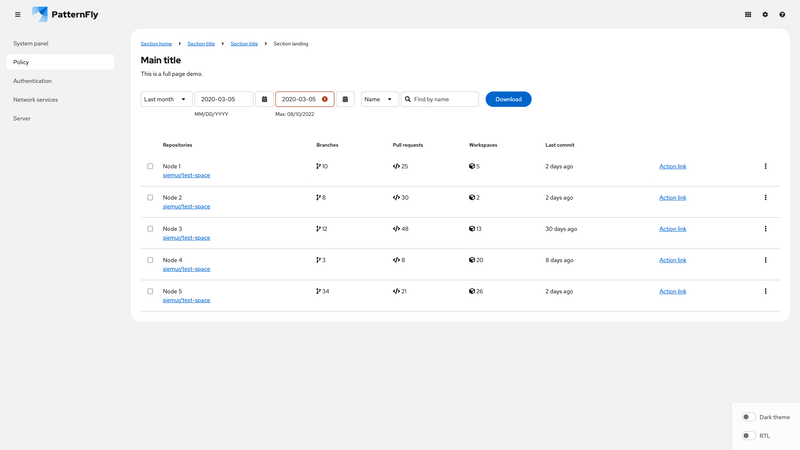 PatternFly
System panel
Policy
Authentication
Network services
Server
Section home > Section title > Section title > Section landing
Main title
This is a full page demo.
Last month 2020-03-05 2020-03-05 Name Find by name Download
MM/DD/YYYY Max: 08/10/2022
Repositories Branches Pull requests Workspaces Last commit
Node 1 10 25 5 2 days ago Action link
siemur/test-space
Node 2 8 30 2 2 days ago Action link
siemur/test-space
Node 3 12 48 13 30 days ago Action link
siemur/test-space
Node 4 3 8 20 8 days ago Action link
siemur/test-space
Node 5 34 21 26 2 days ago Action link
siemur/test-space
Dark theme
RTL